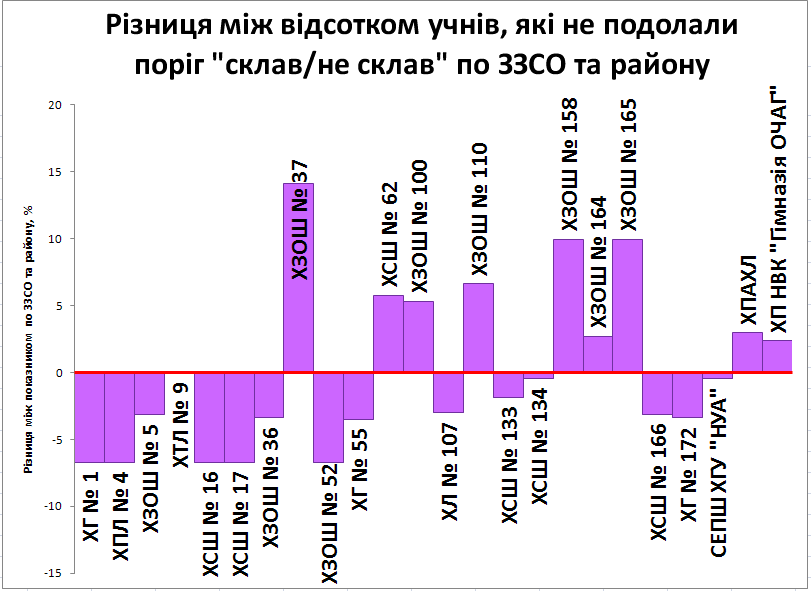 Різниця між відсотком учнів, які не подолали
поріг "склав/не склав" по ЗЗСО та району
Різниця між показником по ЗЗСО та району, %
20
15
10
5
0
-5
-10
-15
ХГ № 1
ХПЛ № 4
ХЗОШ № 5
ХТЛ № 9
ХСШ № 16
ХСШ № 17
ХЗОШ № 36
ХЗОШ № 37
ХЗОШ № 52
ХГ № 55
ХСШ № 62
ХЗОШ № 100
ХЛ № 107
ХЗОШ № 110
ХСШ № 133
ХСШ № 134
ХЗОШ № 158
ХЗОШ № 164
ХЗОШ № 165
ХСШ № 166
ХГ № 172
СЕПШ ХГУ "НУА"
ХПАХЛ
ХП НВК "Гімназія ОЧАГ"